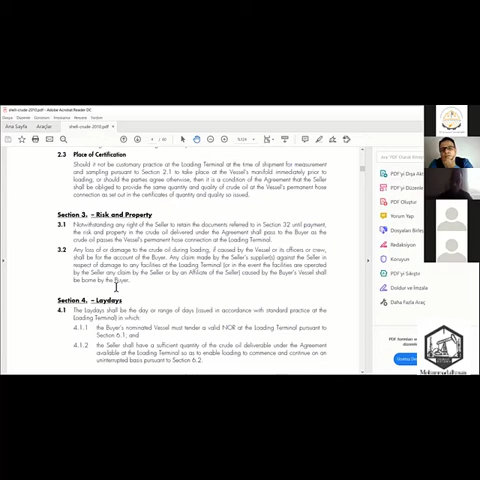 shell-crude-2010.pdf - Adobe Acrobat Reader DC
Dosya Düzenle Görünüm İmzala Pencere Yardım
Ana Sayfa Araçlar shell-crude-2010.pdf
2.3 Place of Certification
Should it not be customary practice at the Loading Terminal at the time of shipment for measurement
and sampling pursuant to Section 2.1 to take place at the Vessel's manifold immediately prior to
loading, or should the parties agree otherwise, then it is a condition of the Agreement that the Seller
shall be obliged to provide the same quantity and quality of crude oil at the Vessel's permanent hose
connection as set out in the certificates of quantity and quality so issued.
Section 3. – Risk and Property
3.1 Notwithstanding any right of the Seller to retain the documents referred to in Section 32 until payment,
the risk and property in the crude oil delivered under the Agreement shall pass to the Buyer as the
crude oil passes the Vessel's permanent hose connection at the Loading Terminal.
3.2 Any loss of or damage to the crude oil during loading, if caused by the Vessel or its officers or crew,
shall be for the account of the Buyer. Any claim made by the Seller's supplier(s) against the Seller in
respect of damage to any facilities at the Loading Terminal (or in the event the facilities are operated
by the Seller any claim by the Seller or by an Affiliate of the Seller) caused by the Buyer's Vessel shall
be borne by the Buyer.
Section 4. – Laydays
4.1 The Laydays shall be the day or range of days (issued in accordance with standard practice at the
Loading Terminal) in which:
4.1.1 the Buyer's nominated Vessel must tender a valid NOR at the Loading Terminal pursuant to
Section 6.1; and
4.1.2 the Seller shall have a sufficient quantity of the crude oil deliverable under the Agreement
available at the Loading Terminal so as to enable loading to commence and continue on an
uninterrupted basis pursuant to Section 6.2.
PDF'yi Dışa Ak
PDF'yi Düzenle
PDF Oluştur
Yorum Yap
Dosyaları Birleş
Redaksiyon
Koruyun
PDF'yi Sıkıştır
Doldur ve İmzala
Daha Fazla Araç